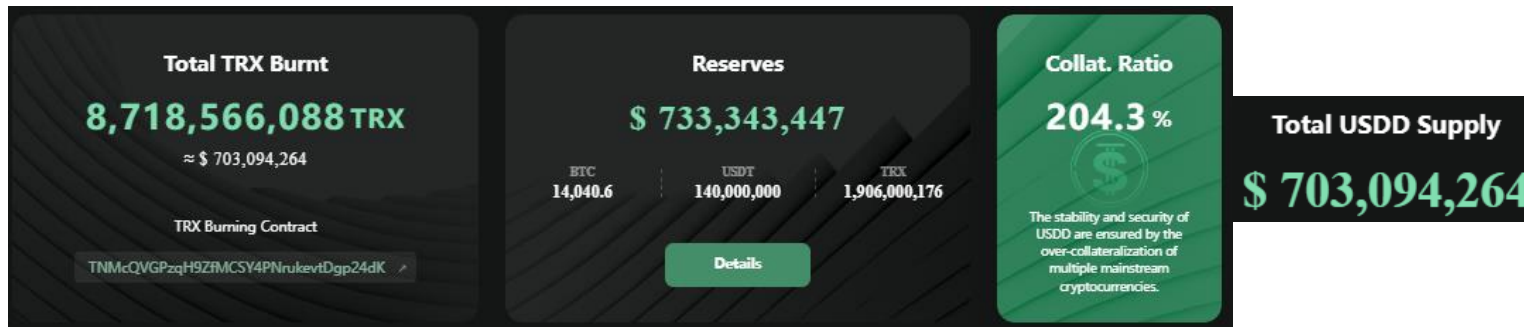 Total TRX Burnt
8,718,566,088 TRX
≈ $ 703,094,264
TRX Burning Contract
TNMcQVGPzqH9ZfMCSY4PNrukevtDgp24dK
Reserves
$ 733,343,447
BTC USDT TRX
14,040.6 140,000,000 1,906,000,176
Details
Collat. Ratio
204.3 %
The stability and security of
USDD are ensured by the
over-collateralization of
multiple mainstream
cryptocurrencies.
Total USDD Supply
$ 703,094,264